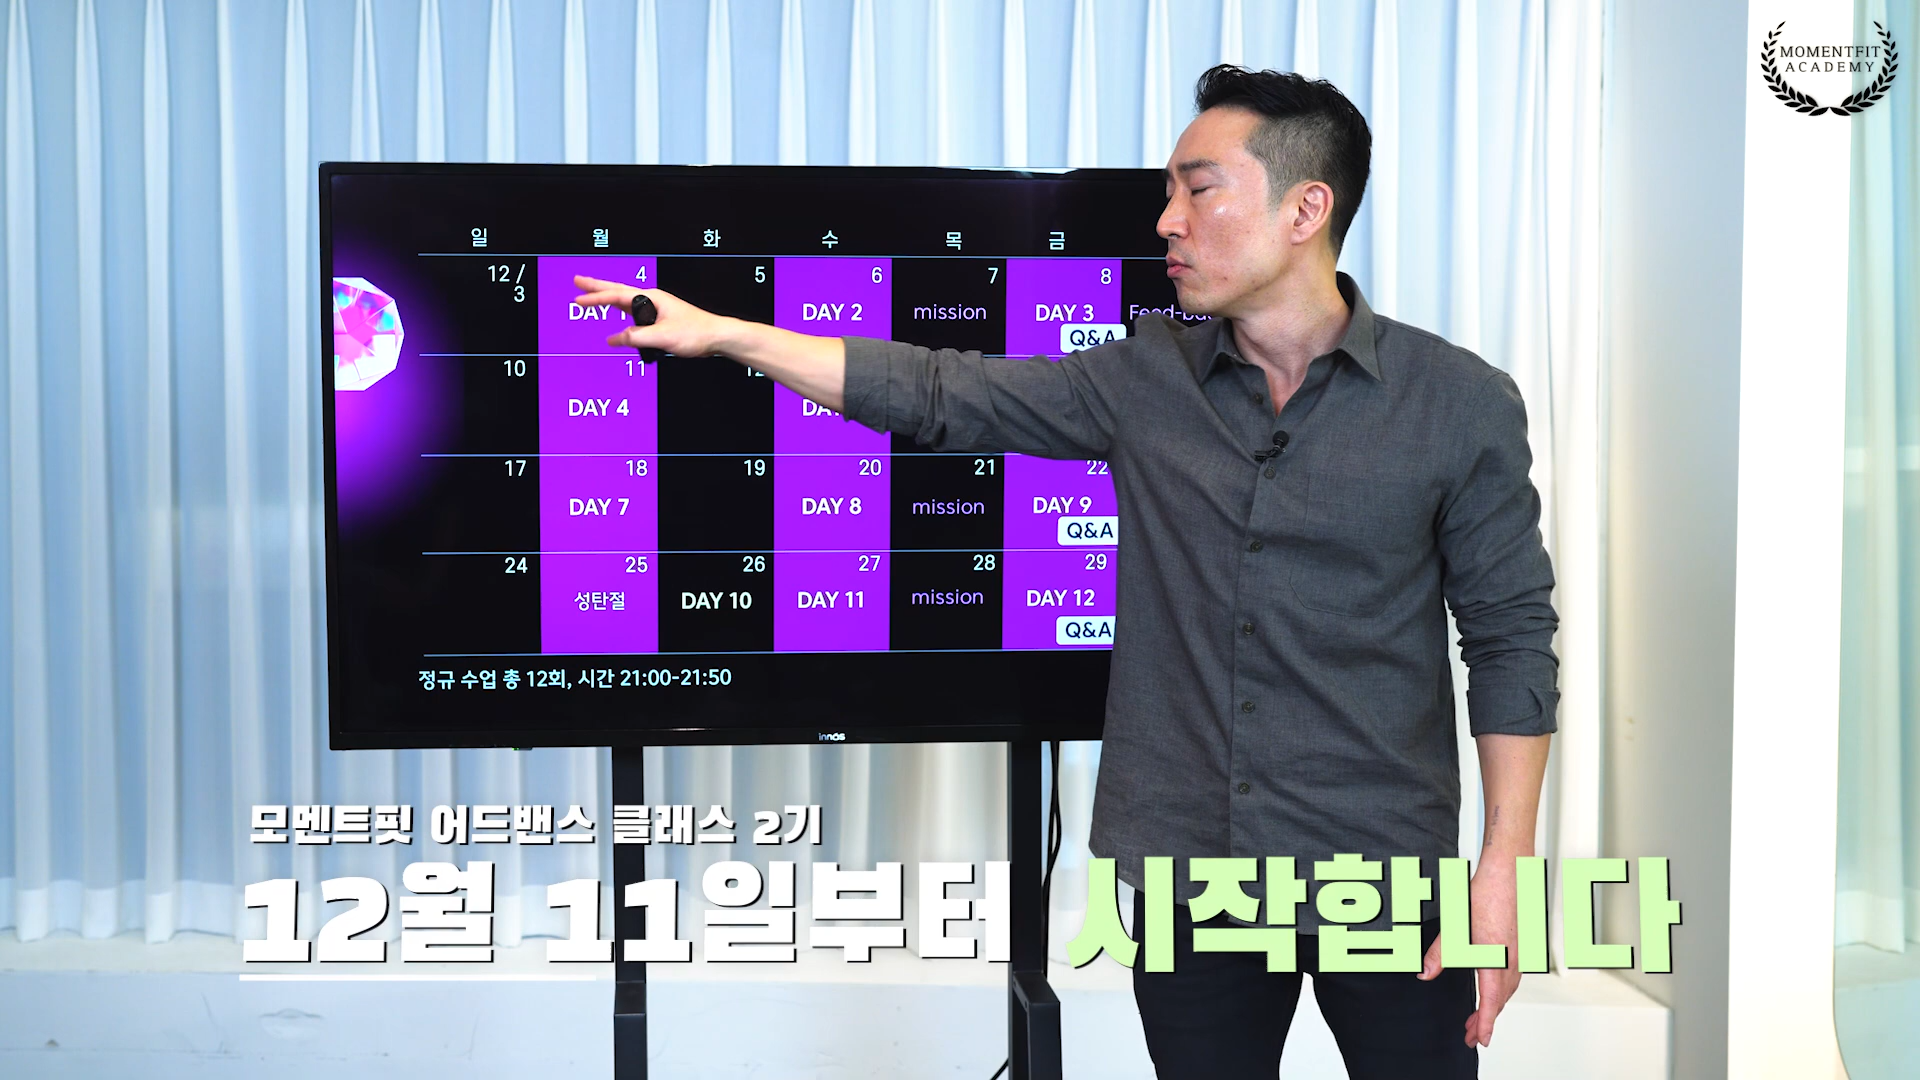 MOMENTFIT
ACADEMY
일 월 화 수 목 금
12 / 4 5 6 7 8
3
DAY 2 mission DAY 3
Q&A
10 11
DAY 4
17 18 19 20 21 22
DAY 7 DAY 8 mission DAY 9
Q&A
24 25 26 27 28 29
성탄절 DAY 10 DAY 11 mission DAY 12
Q&A
정규 수업 총 12회, 시간 21:00-21:50
innos
모멘트핏 어드밴스 클래스 2기
12월 11일부터 시작합니다